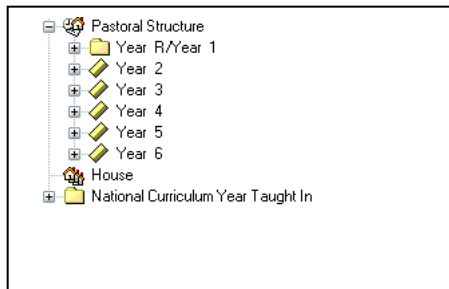 Pastoral Structure
Year R/Year 1
Year 2
Year 3
Year 4
Year 5
Year 6
House
National Curriculum Year Taught In